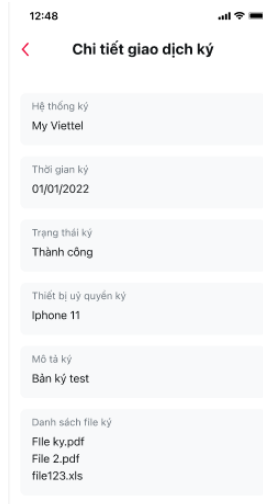 12:48
Chi tiết giao dịch ký
Hệ thống ký
My Viettel
Thời gian ký
01/01/2022
Trạng thái ký
Thành công
Thiết bị uỷ quyền ký
Iphone 11
Mô tả ký
Bản ký test
Danh sách file ký
FIle ky.pdf
File 2.pdf
file123.xls